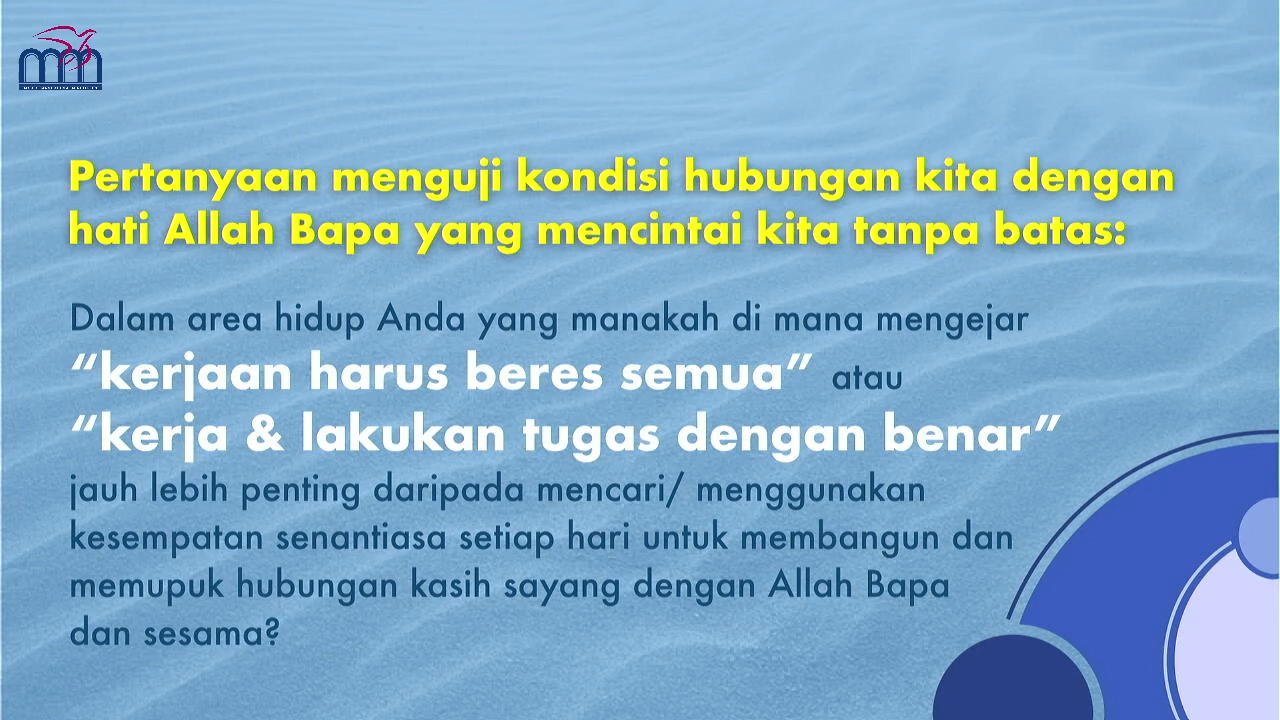 Pertanyaan menguji kondisi hubungan kita dengan
hati Allah Bapa yang mencintai kita tanpa batas:
Dalam area hidup Anda yang manakah di mana mengejar
“kerjaan harus beres semua” atau
“kerja & lakukan tugas dengan benar”
jauh lebih penting daripada mencari/ menggunakan
kesempatan senantiasa setiap hari untuk membangun dan
memupuk hubungan kasih sayang dengan Allah Bapa
dan sesama?